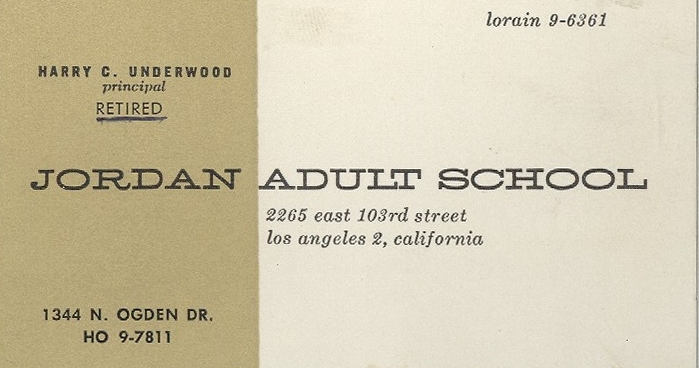 lorain 9-6361
HARRY C. UNDERWOOD
principal
RETIRED
JORDAN ADULT SCHOOL
2265 east 103rd street
los angeles 2, california
1344 N. OGDEN DR.
HO 9-7811